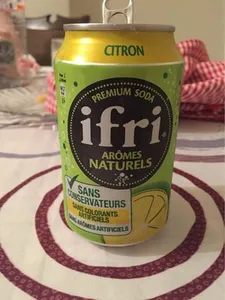 CITRON
PREMIUM SODA
ifri
ARÔMES
NATURELS
SANS
CONSERVATEURS
SANS COLORANTS
ARTIFICIELS
SANS ARÔMES ARTIFICIELS